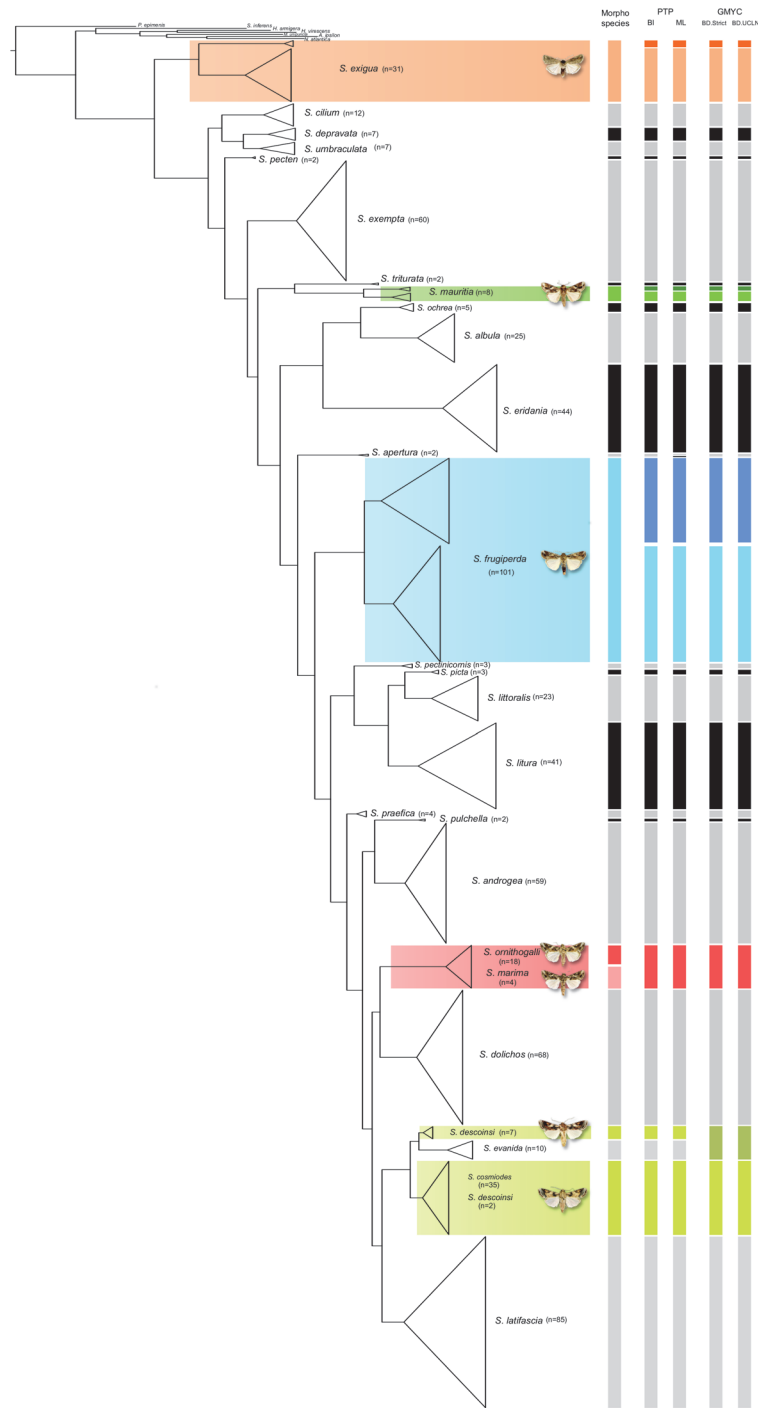 Morpho species
PTP
GMYC
BI
ML
BD.Strict
BD.UCLN
P. epimenis
S. inferens
H. armigera
H. virescens
A. ipsilon
N. atlantica
S. exigua (n=31)
S. cilium (n=12)
S. depravata (n=7)
S. umbraculata (n=7)
S. pecten (n=2)
S. exempta (n=60)
S. triturata (n=2)
S. mauritia (n=8)
S. ochrea (n=5)
S. albula (n=25)
S. eridania (n=44)
S. apertura (n=2)
S. frugiperda
(n=101)
S. pectinicornis (n=3)
S. picta (n=3)
S. littoralis (n=23)
S. litura (n=41)
S. praefica (n=4)
S. pulchella (n=2)
S. androgea (n=59)
S. ornithogalli
(n=18)
S. marima
(n=4)
S. dolichos (n=68)
S. descoinsi (n=7)
S. evanida (n=10)
S. cosmiodes
(n=35)
S. descoinsi
(n=2)
S. latifascia (n=85)